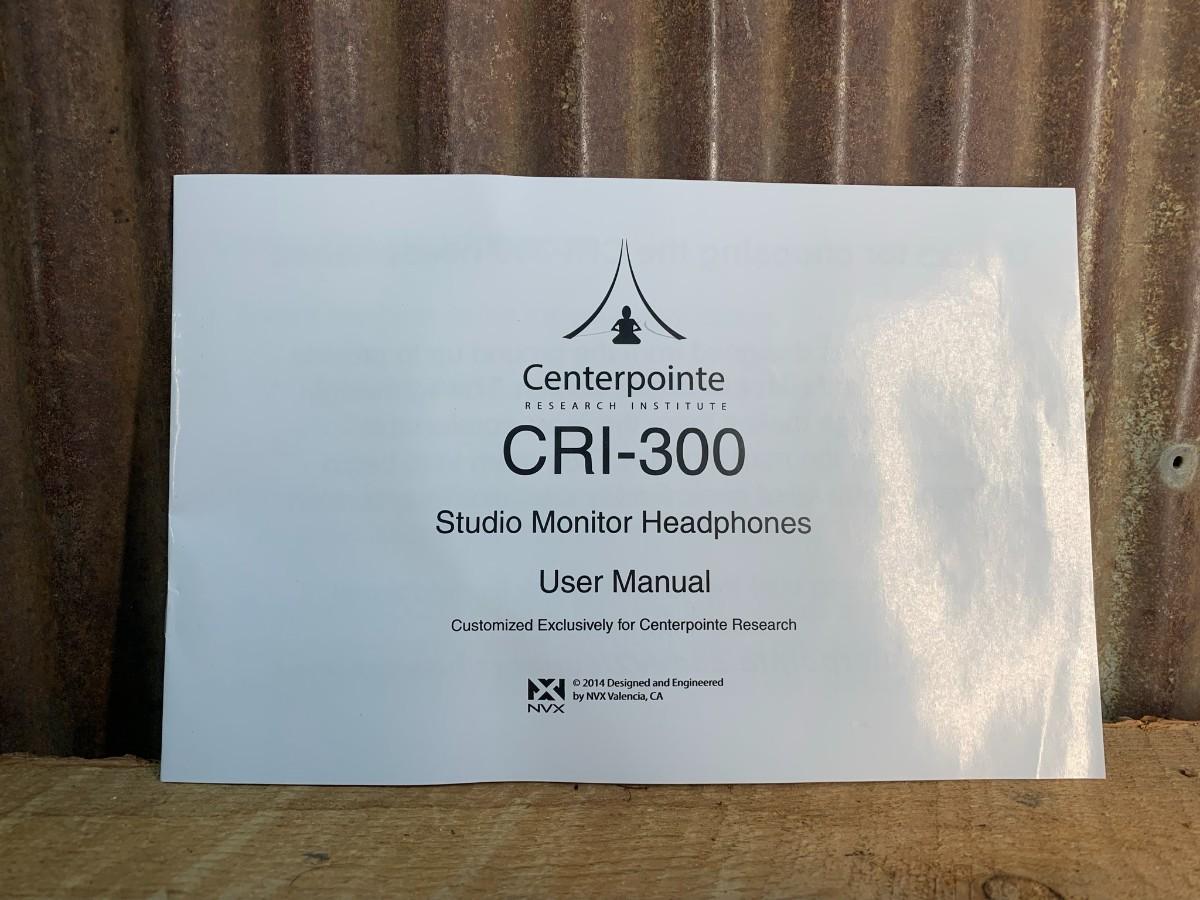 Centerpointe
RESEARCH INSTITUTE
CRI-300
Studio Monitor Headphones
User Manual
Customized Exclusively for Centerpointe Research
NVX
© 2014 Designed and Engineered
by NVX Valencia, CA